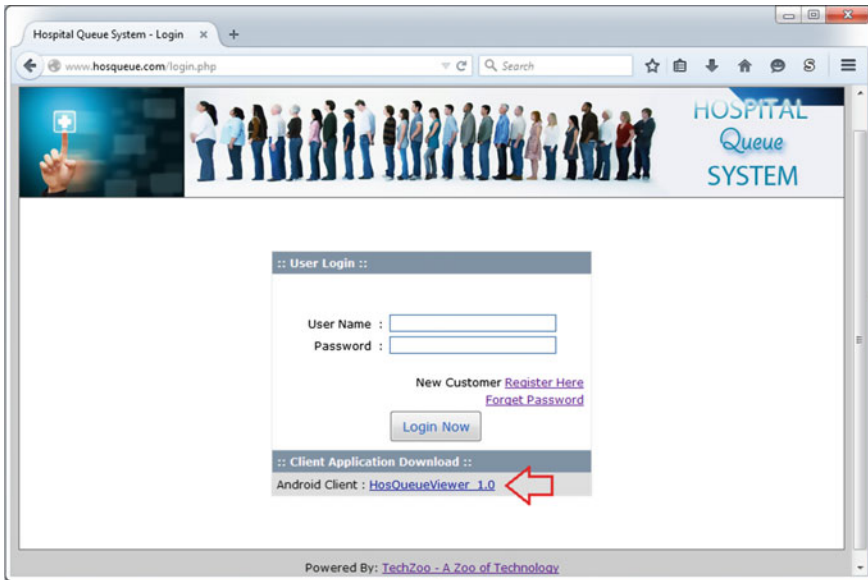 Hospital Queue System - Login
www.hosqueue.com/login.php
Search
S
HOSPITAL
Queue
SYSTEM
:: User Login ::
User Name :
Password :
New Customer Register Here
Forget Password
Login Now
:: Client Application Download ::
Android Client : HosQueueViewer_1.0
Powered By: TechZoo - A Zoo of Technology